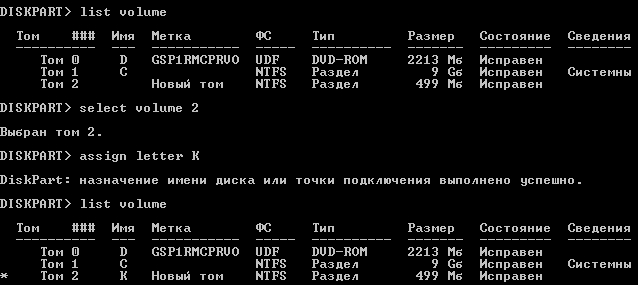 DISKPART> list volume
Том ### Имя Метка ФС Тип Размер Состояние Сведения
---------- --- ----------- ----- ---------- ------- --------- --------
Том 0 D GSP1RMCPRVO UDF DVD-ROM 2213 Мб Исправен
Том 1 C NTFS Раздел 9 Gб Исправен Системны
Том 2 Новый том NTFS Раздел 499 Мб Исправен
DISKPART> select volume 2
Выбран том 2.
DISKPART> assign letter K
DiskPart: назначение имени диска или точки подключения выполнено успешно.
DISKPART> list volume
Том ### Имя Метка ФС Тип Размер Состояние Сведения
---------- --- ----------- ----- ---------- ------- --------- --------
Том 0 D GSP1RMCPRVO UDF DVD-ROM 2213 Мб Исправен
Том 1 C NTFS Раздел 9 Gб Исправен Системны
* Том 2 K Новый том NTFS Раздел 499 Мб Исправен